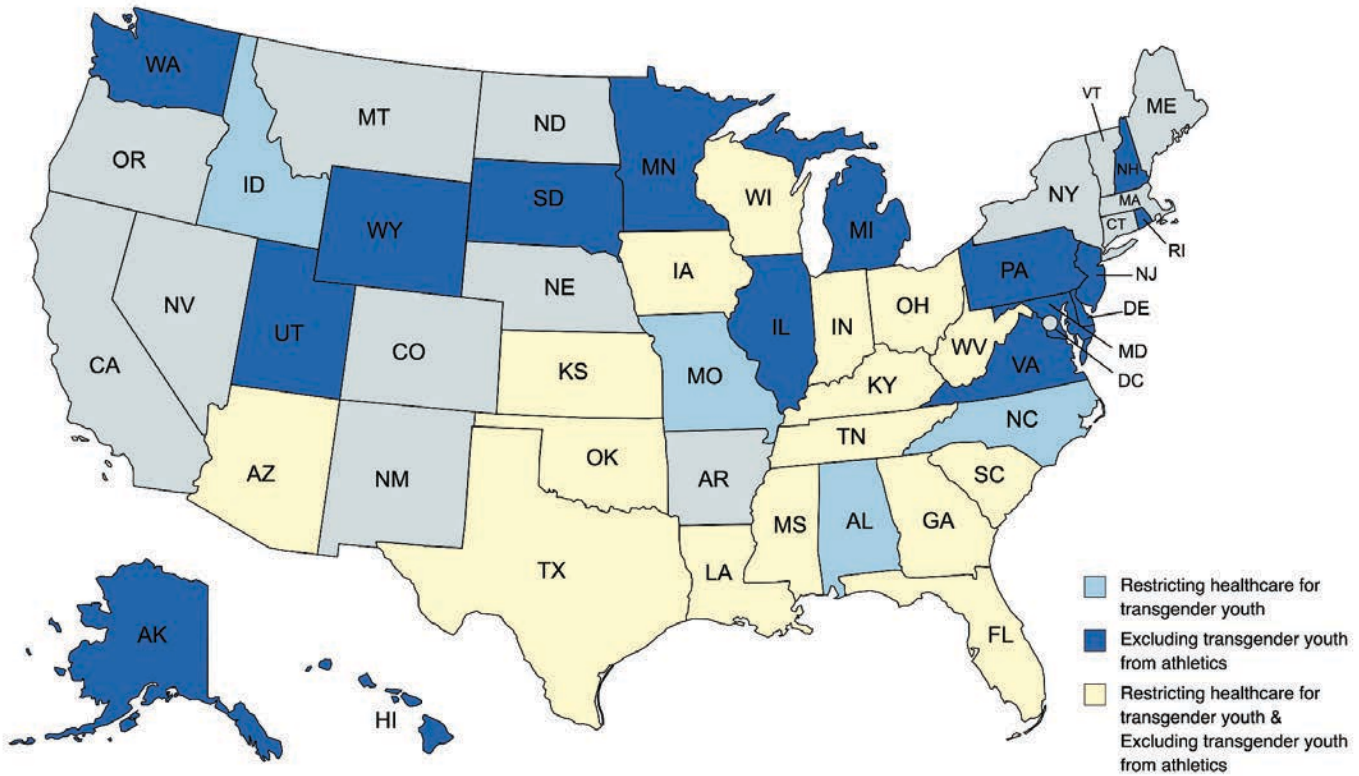 WA
MT
ND
VT
ME
OR
ID
MN
NH
SD
WI
NY
MA
WY
MI
CT
RI
IA
PA
NJ
NE
NV
OH
DE
UT
IL
IN
CO
WV
MD
CA
KS
MO
VA
DC
KY
NC
TN
OK
AZ
NM
AR
SC
MS
AL
GA
TX
LA
Restricting healthcare for
transgender youth
FL
AK
Excluding transgender youth
from athletics
HI
Restricting healthcare for
transgender youth &
Excluding transgender youth
from athletics